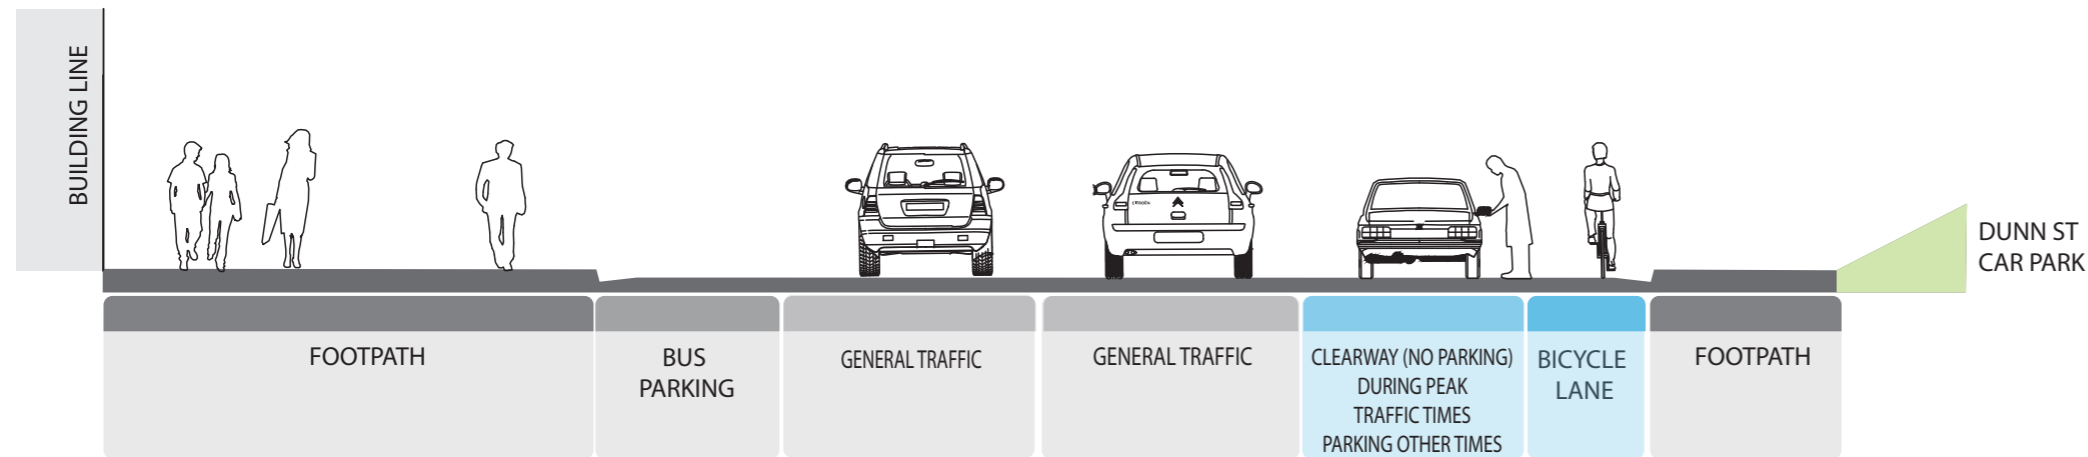 BUILDING LINE
DUNN ST
CAR PARK
FOOTPATH
BUS
PARKING
GENERAL TRAFFIC
GENERAL TRAFFIC
CLEARWAY (NO PARKING)
DURING PEAK
TRAFFIC TIMES
PARKING OTHER TIMES
BICYCLE
LANE
FOOTPATH